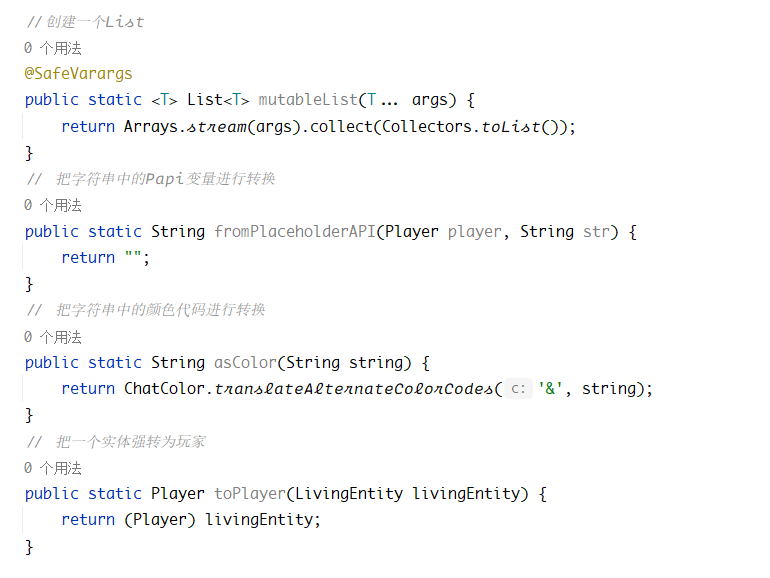 //创建一个List
0 个用法
@SafeVarargs
public static <T> List<T> mutableList(T... args) {
    return Arrays.stream(args).collect(Collectors.toList());
}
// 把字符串中的Papi变量进行转换
0 个用法
public static String fromPlaceholderAPI(Player player, String str) {
    return "";
}
// 把字符串中的颜色代码进行转换
0 个用法
public static String asColor(String string) {
    return ChatColor.translateAlternateColorCodes( c: '&', string);
}
// 把一个实体强转为玩家
0 个用法
public static Player toPlayer(LivingEntity livingEntity) {
    return (Player) livingEntity;
}